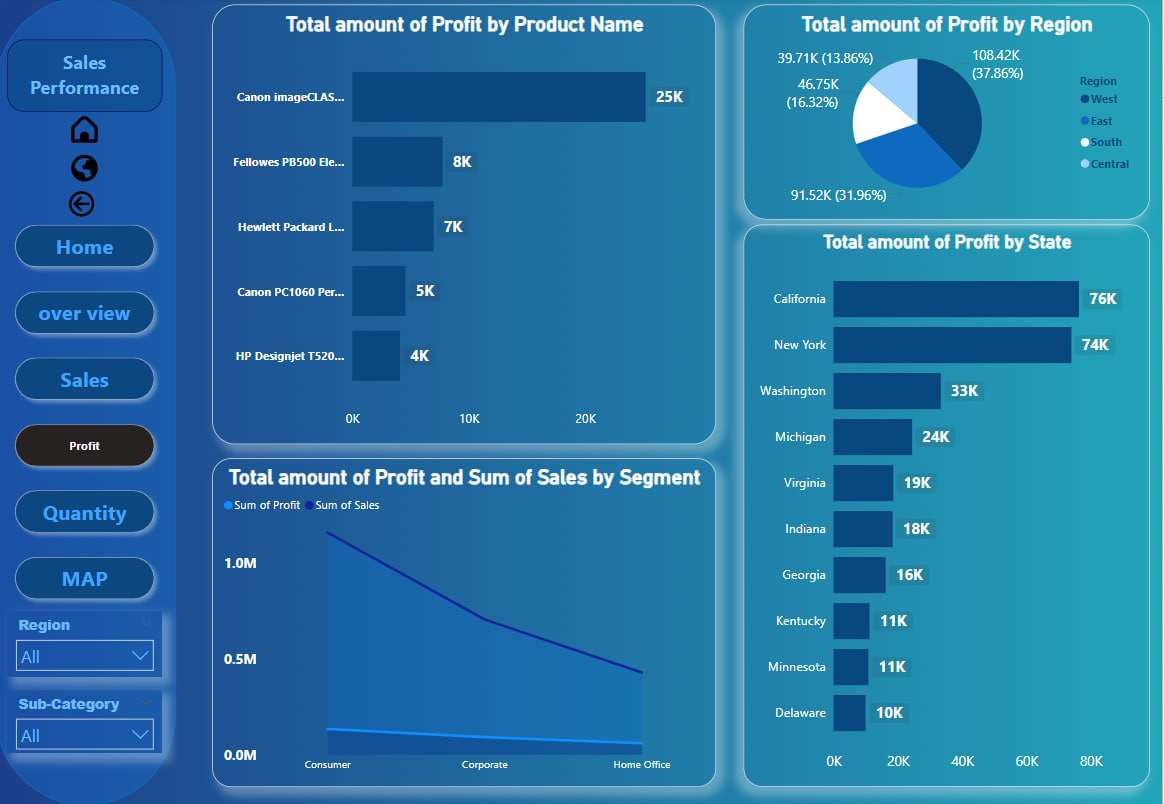 Sales
Performance
Home
over view
Sales
Profit
Quantity
MAP
Region
All
Sub-Category
All
Total amount of Profit by Product Name
Canon imageCLAS... 25K
Fellowes PB500 Ele... 8K
Hewlett Packard L... 7K
Canon PC1060 Per... 5K
HP Designjet T520... 4K
0K 10K 20K
Total amount of Profit and Sum of Sales by Segment
Sum of Profit Sum of Sales
1.0M
0.5M
0.0M
Consumer Corporate Home Office
Total amount of Profit by Region
39.71K (13.86%)
108.42K
(37.86%)
46.75K
(16.32%)
91.52K (31.96%)
Region
West
East
South
Central
Total amount of Profit by State
California 76K
New York 74K
Washington 33K
Michigan 24K
Virginia 19K
Indiana 18K
Georgia 16K
Kentucky 11K
Minnesota 11K
Delaware 10K
0K 20K 40K 60K 80K